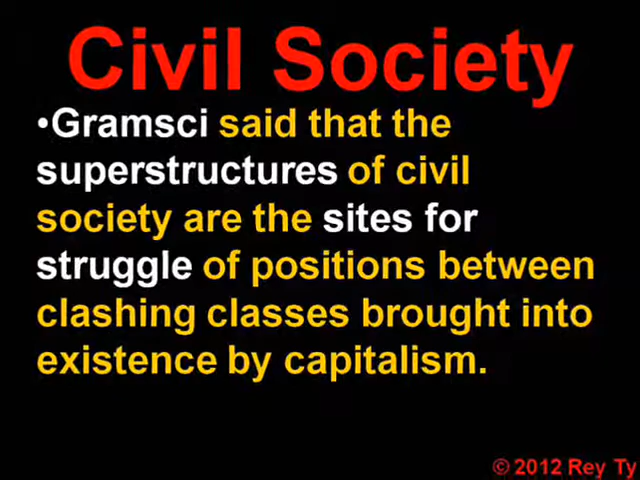 Civil Society
•Gramsci said that the
superstructures of civil
society are the sites for
struggle of positions between
clashing classes brought into
existence by capitalism.
© 2012 Rey Ty